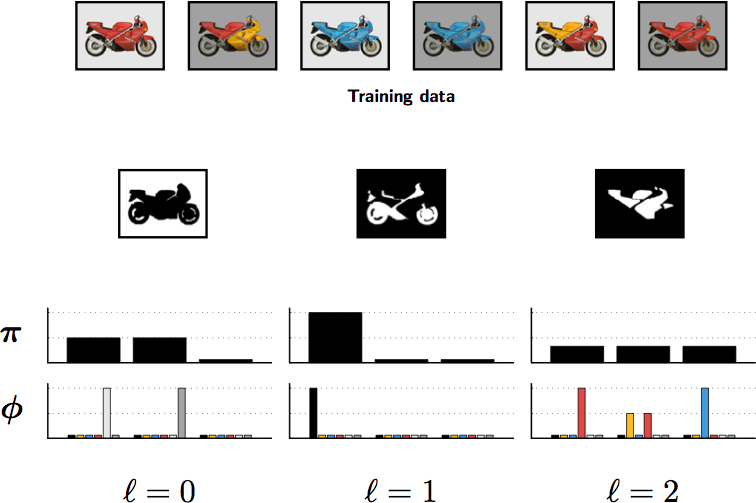 Training data
π
ϕ
ℓ = 0 ℓ = 1 ℓ = 2